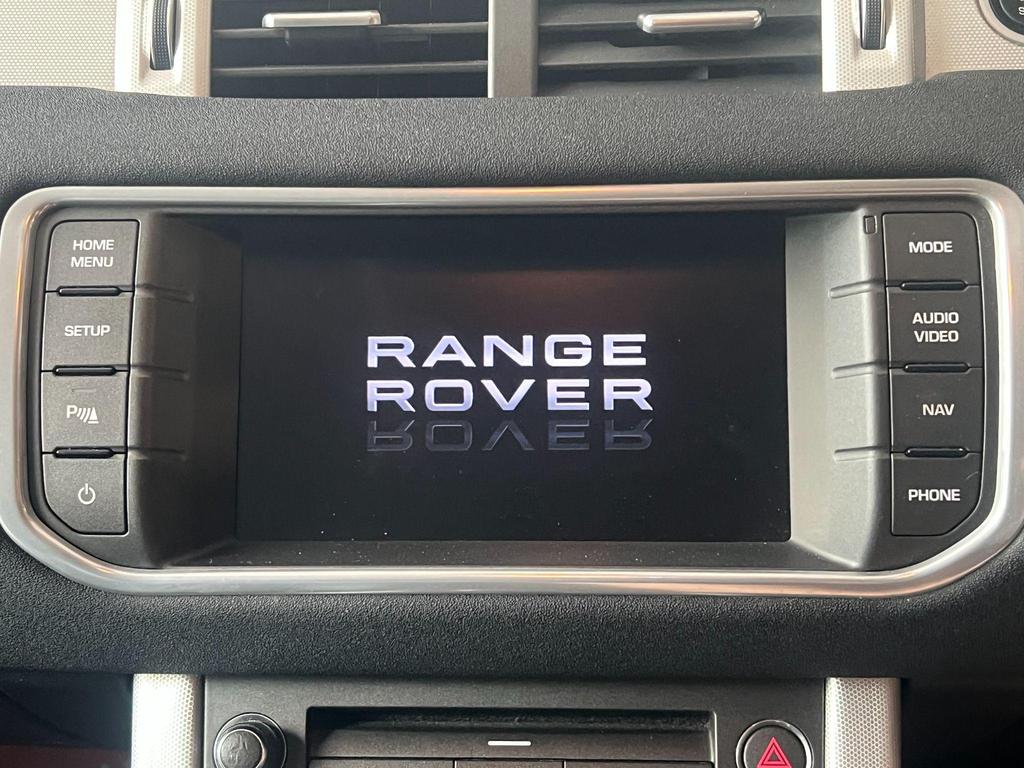 HOME
MENU
SETUP
P
RANGE
ROVER
MODE
AUDIO
VIDEO
NAV
PHONE